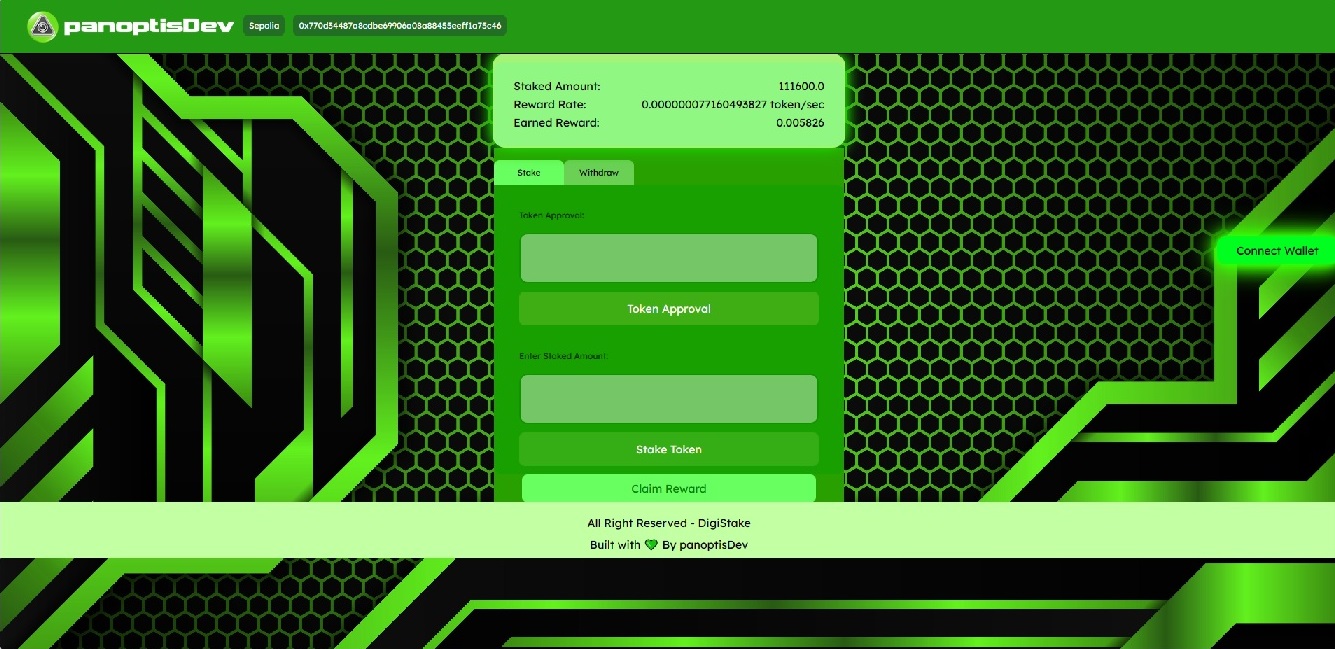 panoptisDev Sepolia 0x770d54487a8cdbe69906a08a88455eeff1a75c46
Staked Amount: 111600.0
Reward Rate: 0.000000077160493827 token/sec
Earned Reward: 0.005826
Stake Withdraw
Token Approval:
Connect Wallet
Token Approval
Enter Staked Amount:
Stake Token
Claim Reward
All Right Reserved - DigiStake
Built with 💚 By panoptisDev